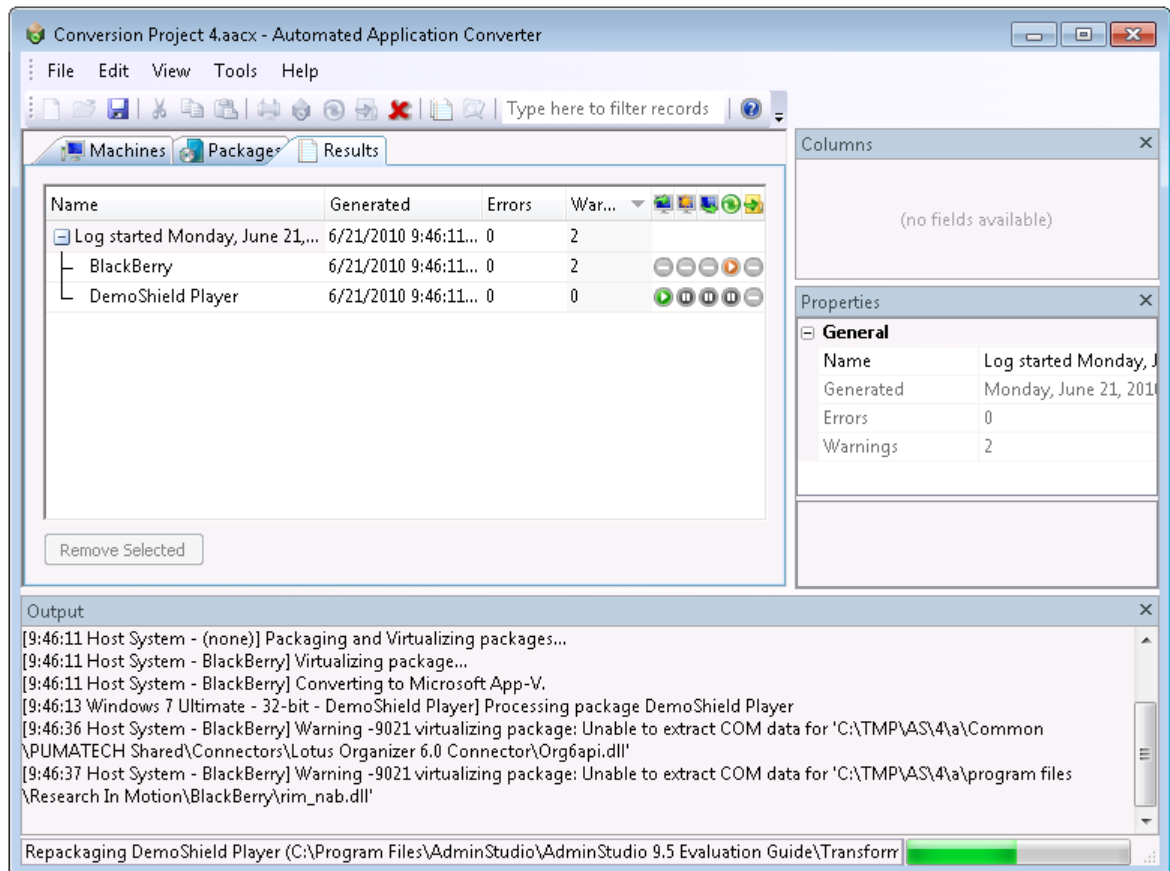 Conversion Project 4.aacx - Automated Application Converter
File Edit View Tools Help
Type here to filter records
Machines Packages Results
Name Generated Errors War...
Log started Monday, June 21,... 6/21/2010 9:46:11... 0 2
BlackBerry 6/21/2010 9:46:11... 0 2
DemoShield Player 6/21/2010 9:46:11... 0 0
Remove Selected
Columns
(no fields available)
Properties
General
Name Log started Monday, J
Generated Monday, June 21, 201
Errors 0
Warnings 2
Output
[9:46:11 Host System - (none)] Packaging and Virtualizing packages...
[9:46:11 Host System - BlackBerry] Virtualizing package...
[9:46:11 Host System - BlackBerry] Converting to Microsoft App-V.
[9:46:13 Windows 7 Ultimate - 32-bit - DemoShield Player] Processing package DemoShield Player
[9:46:36 Host System - BlackBerry] Warning -9021 virtualizing package: Unable to extract COM data for 'C:\TMP\AS\4\a\Common
\PUMATECH Shared\Connectors\Lotus Organizer 6.0 Connector\Org6api.dll'
[9:46:37 Host System - BlackBerry] Warning -9021 virtualizing package: Unable to extract COM data for 'C:\TMP\AS\4\a\program files
\Research In Motion\BlackBerry\rim_nab.dll'
Repackaging DemoShield Player (C:\Program Files\AdminStudio\AdminStudio 9.5 Evaluation Guide\Transform